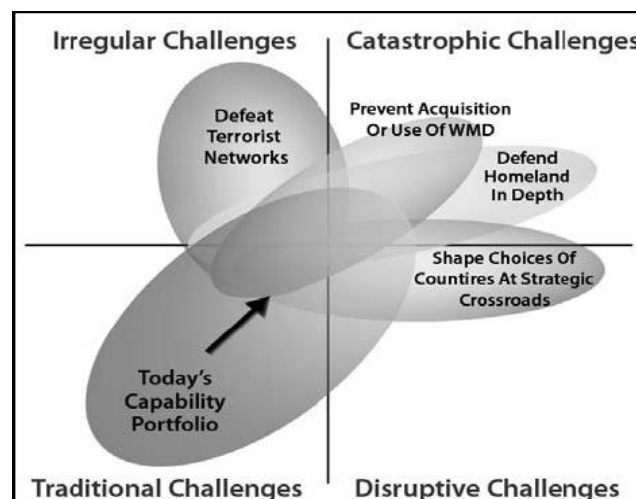 Irregular Challenges
Catastrophic Challenges
Defeat
Terrorist
Networks
Prevent Acquisition
Or Use Of WMD
Defend
Homeland
In Depth
Shape Choices Of
Countires At Strategic
Crossroads
Today's
Capability
Portfolio
Traditional Challenges
Disruptive Challenges